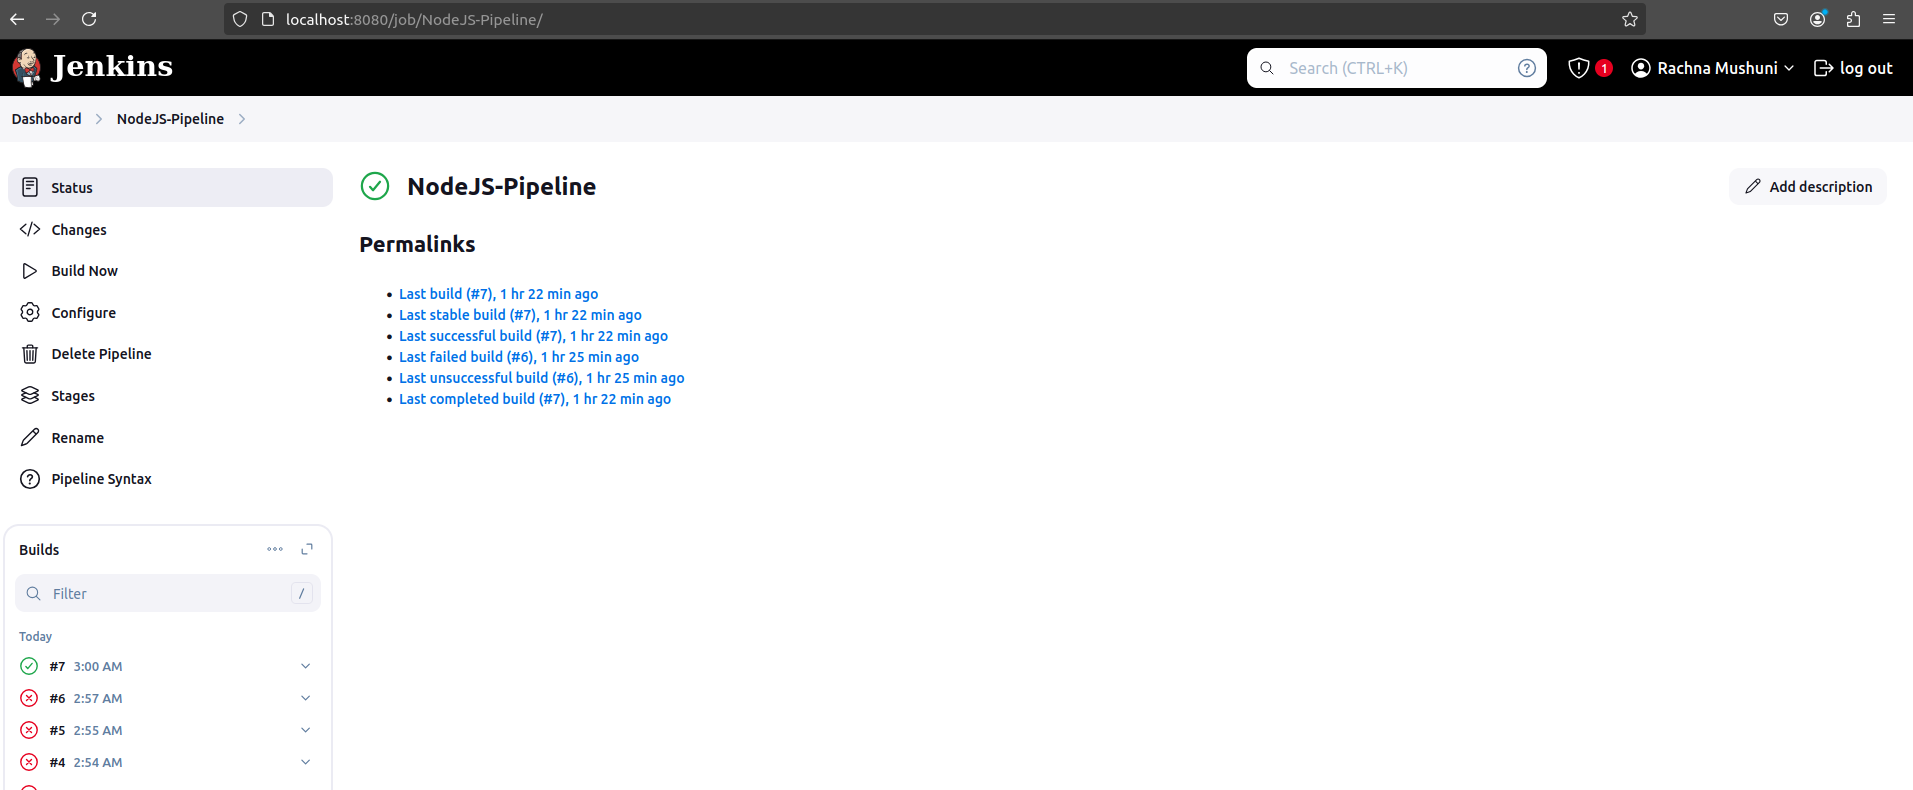 localhost:8080/job/NodeJS-Pipeline/
Jenkins
Search (CTRL+K)
?
1
Rachna Mushuni
log out
Dashboard
NodeJS-Pipeline
Status
Changes
Build Now
Configure
Delete Pipeline
Stages
Rename
Pipeline Syntax
NodeJS-Pipeline
Add description
Permalinks
Last build (#7), 1 hr 22 min ago
Last stable build (#7), 1 hr 22 min ago
Last successful build (#7), 1 hr 22 min ago
Last failed build (#6), 1 hr 25 min ago
Last unsuccessful build (#6), 1 hr 25 min ago
Last completed build (#7), 1 hr 22 min ago
Builds
Filter /
Today
#7 3:00 AM
#6 2:57 AM
#5 2:55 AM
#4 2:54 AM